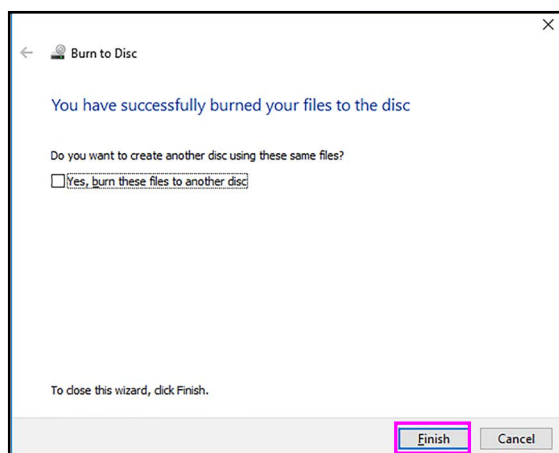 Burn to Disc
You have successfully burned your files to the disc
Do you want to create another disc using these same files?
Yes, burn these files to another disc
To close this wizard, click Finish.
Finish
Cancel